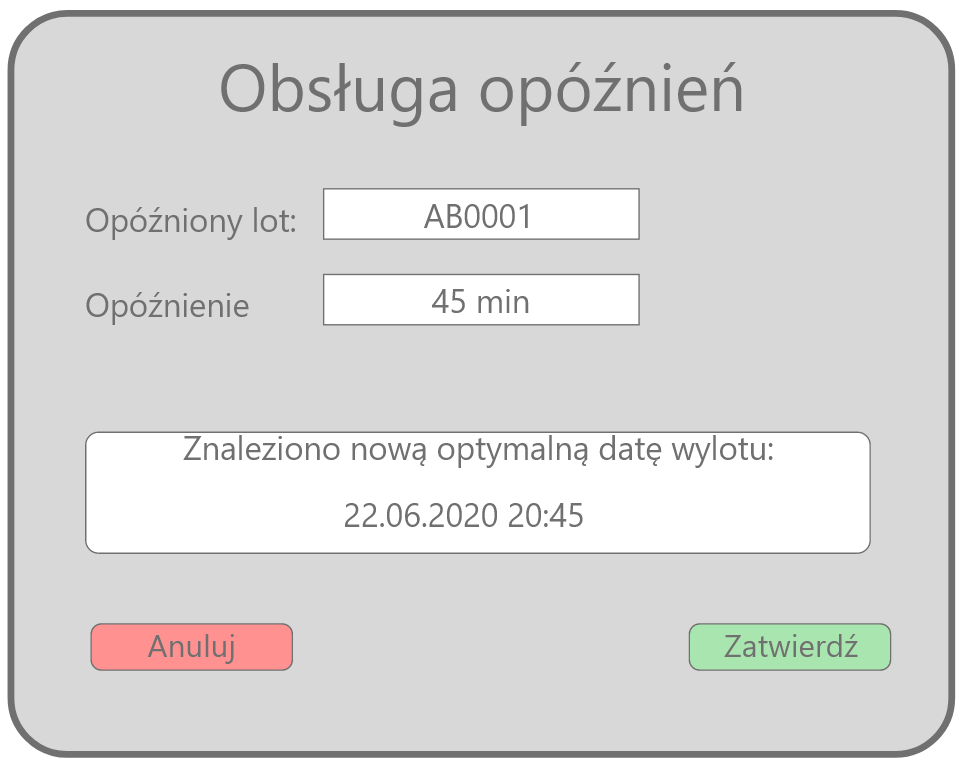 Obsługa opóźnień
Opóźniony lot: AB0001
Opóźnienie 45 min
Znaleziono nową optymalną datę wylotu:
22.06.2020 20:45
Anuluj Zatwierdź